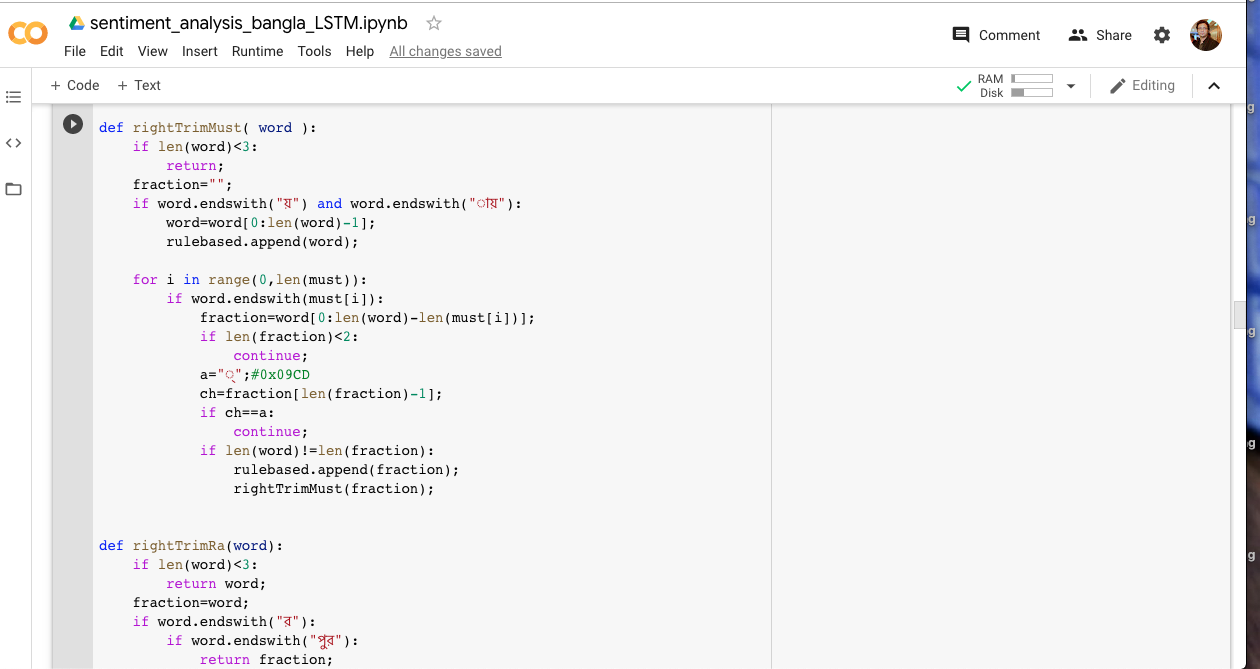 sentiment_analysis_bangla_LSTM.ipynb
File Edit View Insert Runtime Tools Help All changes saved
Comment Share
+ Code + Text
RAM
Disk
Editing
def rightTrimMust( word ):
    if len(word)<3:
        return;
    fraction="";
    if word.endswith("য়") and word.endswith("ায়"):
        word=word[0:len(word)-1];
        rulebased.append(word);
    for i in range(0,len(must)):
        if word.endswith(must[i]):
            fraction=word[0:len(word)-len(must[i])];
            if len(fraction)<2:
                continue;
            a="্";#0x09CD
            ch=fraction[len(fraction)-1];
            if ch==a:
                continue;
            if len(word)!=len(fraction):
                rulebased.append(fraction);
                rightTrimMust(fraction);
def rightTrimRa(word):
    if len(word)<3:
        return word;
    fraction=word;
    if word.endswith("র"):
        if word.endswith("পুর"):
            return fraction;